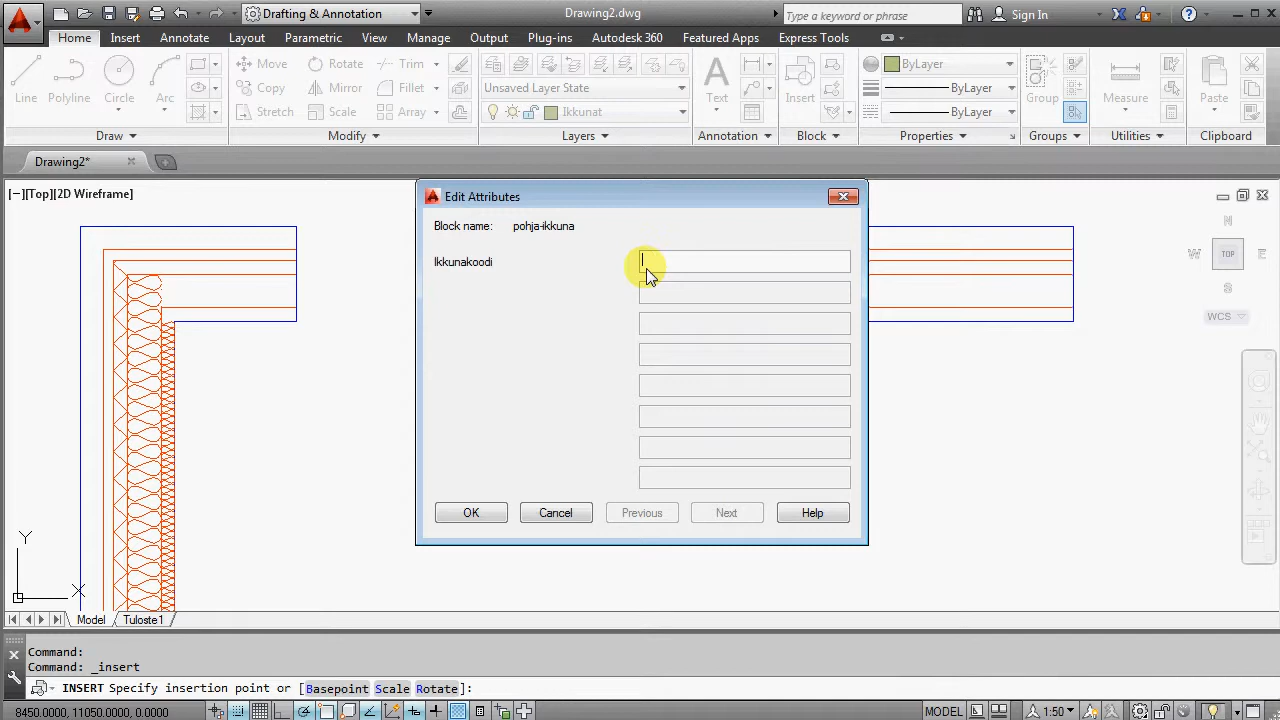 Drafting & Annotation
Drawing2.dwg
Type a keyword or phrase
Sign In
Home
Insert
Annotate
Layout
Parametric
View
Manage
Output
Plug-ins
Autodesk 360
Featured Apps
Express Tools
Line
Polyline
Circle
Arc
Move
Rotate
Trim
Copy
Mirror
Fillet
Stretch
Scale
Array
Unsaved Layer State
Ikkunat
Text
Insert
ByLayer
ByLayer
ByLayer
Group
Measure
Paste
Draw
Modify
Layers
Annotation
Block
Properties
Groups
Utilities
Clipboard
Drawing2*
[−][Top][2D Wireframe]
Edit Attributes
Block name: pohja-ikkuna
Ikkunakoodi
OK
Cancel
Previous
Next
Help
N
W
TOP
E
S
WCS
Y
X
Model
Tuloste1
Command:
Command: _insert
INSERT Specify insertion point or [Basepoint Scale Rotate]:
8450.0000, 11050.0000, 0.0000
MODEL
1:50